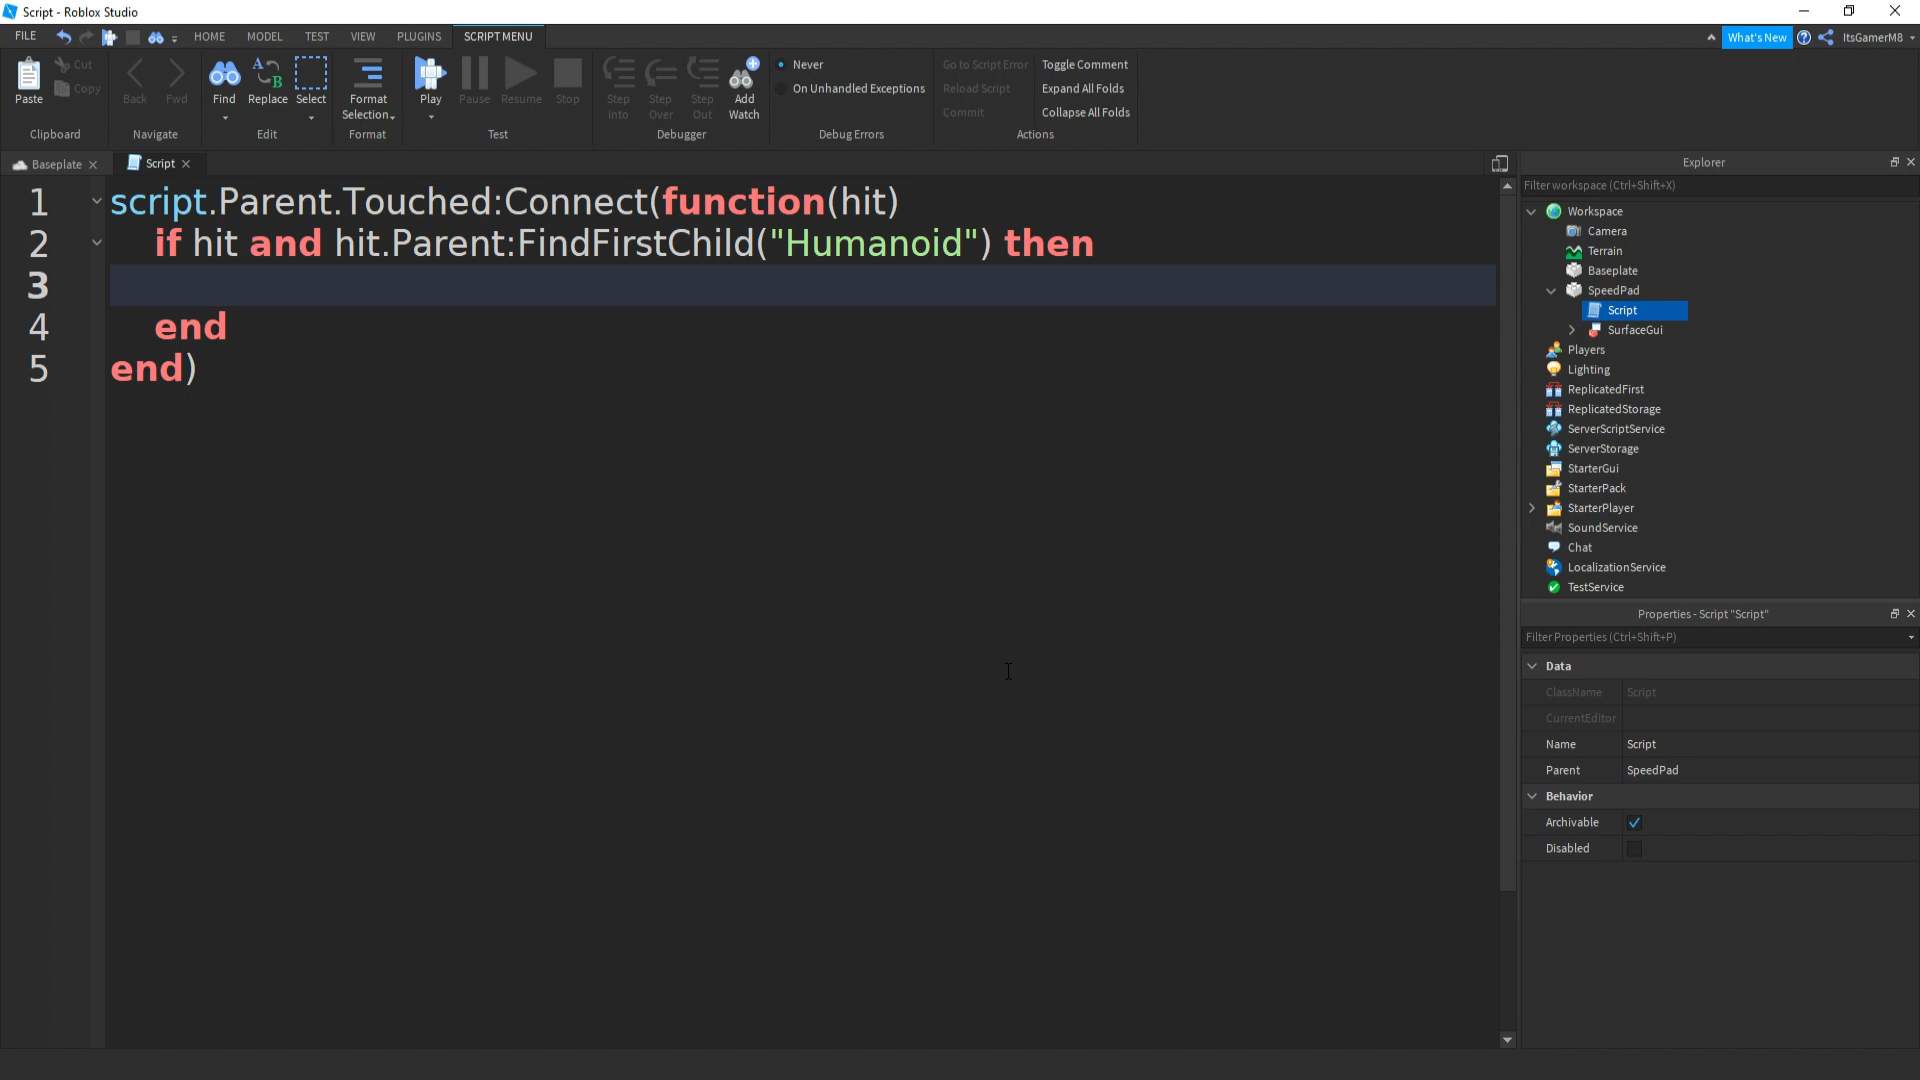 Script - Roblox Studio
FILE HOME MODEL TEST VIEW PLUGINS SCRIPT MENU What's New ItsGamerM8
Paste Cut Copy Back Fwd Find Replace Select Format Selection Play Pause Resume Stop Step Into Step Over Step Out Add Watch
Never
On Unhandled Exceptions
Go to Script Error
Reload Script
Commit
Toggle Comment
Expand All Folds
Collapse All Folds
Clipboard Navigate Edit Format Test Debugger Debug Errors Actions
Baseplate Script
1 script.Parent.Touched:Connect(function(hit)
2 if hit and hit.Parent:FindFirstChild("Humanoid") then
3
4 end
5 end)
Explorer
Filter workspace (Ctrl+Shift+X)
Workspace
Camera
Terrain
Baseplate
SpeedPad
Script
SurfaceGui
Players
Lighting
ReplicatedFirst
ReplicatedStorage
ServerScriptService
ServerStorage
StarterGui
StarterPack
StarterPlayer
SoundService
Chat
LocalizationService
TestService
Properties - Script "Script"
Filter Properties (Ctrl+Shift+P)
Data
ClassName Script
CurrentEditor
Name Script
Parent SpeedPad
Behavior
Archivable
Disabled